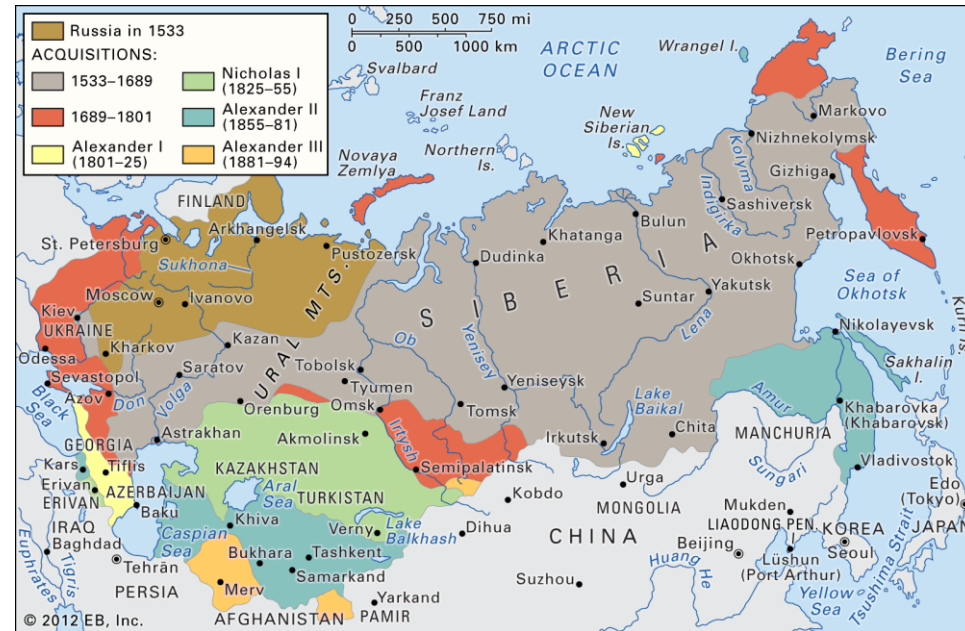 Russia in 1533
ACQUISITIONS:
1533–1689
1689–1801
Alexander I
(1801–25)
Nicholas I
(1825–55)
Alexander II
(1855–81)
Alexander III
(1881–94)
0 250 500 750 mi
0 500 1000 km
ARCTIC
OCEAN
Wrangel I.
Bering
Sea
Svalbard
Franz
Josef Land
New
Siberian
Is.
Markovo
Nizhnekolymsk
Northern
Is.
Novaya
Zemlya
Kolyma
Gizhiga
FINLAND
Indigirka
Sashiversk
Arkhangelsk
St. Petersburg
Bulun
Petropavlovsk
Khatanga
Pustozersk
Dudinka
Okhotsk
Sukhona
SIBERIA
Sea of
Okhotsk
Moscow
Ivanovo
URAL MTS.
Suntar
Yakutsk
Kuril Is.
Kiev
UKRAINE
Ob
Yenisey
Lena
Nikolayevsk
Kazan
Odessa
Kharkov
Tobolsk
Sakhalin
I.
Saratov
Tyumen
Yeniseysk
Sevastopol
Azov
Don
Volga
Black
Sea
Orenburg
Omsk
Tomsk
Lake
Baikal
Amur
Khabarovka
(Khabarovsk)
Astrakhan
Akmolinsk
Irtysh
Irkutsk
Chita
MANCHURIA
GEORGIA
Kars
Tiflis
KAZAKHSTAN
Semipalatinsk
Sungari
Vladivostok
Erivan
ERIVAN
AZERBAIJAN
Aral
Sea
TURKISTAN
Kobdo
Urga
MONGOLIA
Mukden
Edo
(Tokyo)
Baku
IRAQ
Baghdad
Caspian
Sea
Khiva
Verny
Lake
Balkhash
Dihua
CHINA
LIAODONG PEN.
KOREA
JAPAN
Euphrates
Tigris
Tehrān
Bukhara
Tashkent
Samarkand
Beijing
Lüshun
(Port Arthur)
Seoul
Tsushima Strait
Huang He
PERSIA
Merv
Suzhou
Yellow
Sea
Yarkand
AFGHANISTAN
PAMIR
© 2012 EB, Inc.